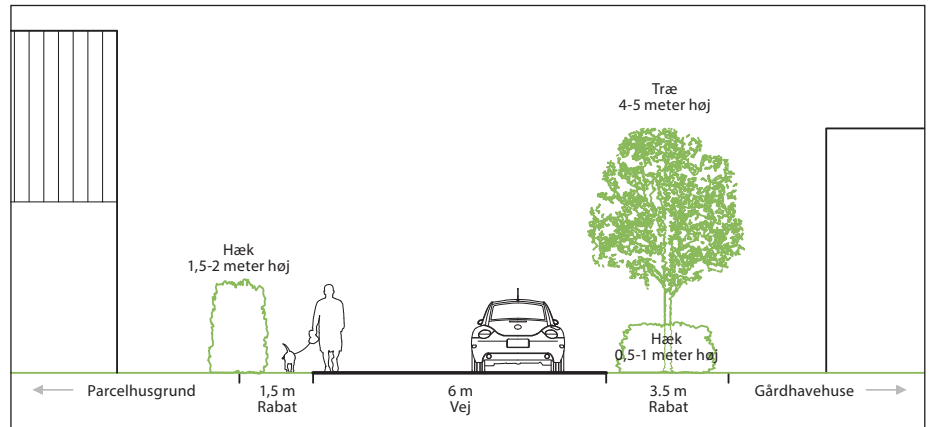 Træ
4-5 meter høj
Hæk
1,5-2 meter høj
Hæk
0,5-1 meter høj
Parcelhusgrund
1,5 m
Rabat
6 m
Vej
3.5 m
Rabat
Gårdhavehuse